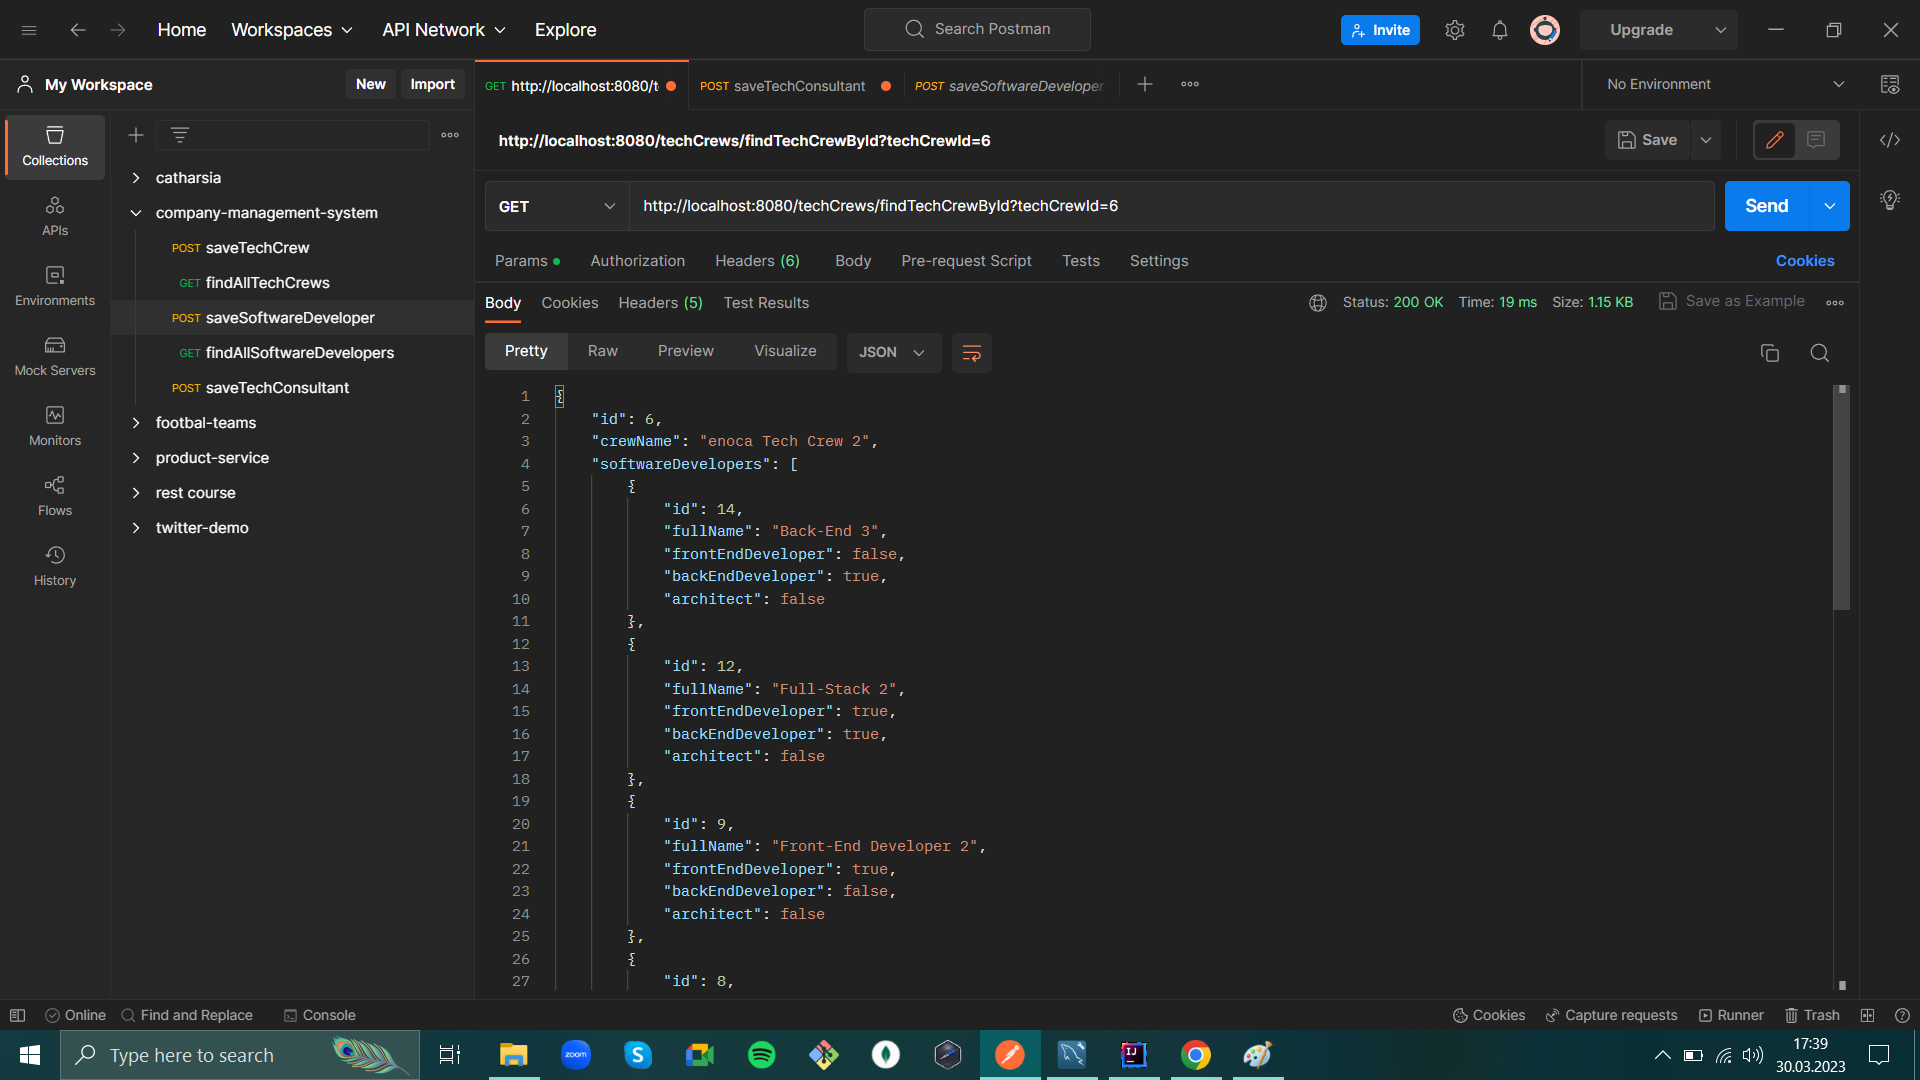 Home Workspaces API Network Explore Search Postman Invite Upgrade
My Workspace New Import
GET http://localhost:8080/t POST saveTechConsultant POST saveSoftwareDeveloper No Environment
http://localhost:8080/techCrews/findTechCrewById?techCrewId=6 Save
GET http://localhost:8080/techCrews/findTechCrewById?techCrewId=6 Send
Params Authorization Headers (6) Body Pre-request Script Tests Settings Cookies
Body Cookies Headers (5) Test Results Status: 200 OK Time: 19 ms Size: 1.15 KB Save as Example
Pretty Raw Preview Visualize JSON
Collections
APIs
Environments
Mock Servers
Monitors
Flows
History
catharsia
company-management-system
POST saveTechCrew
GET findAllTechCrews
POST saveSoftwareDeveloper
GET findAllSoftwareDevelopers
POST saveTechConsultant
footbal-teams
product-service
rest course
twitter-demo
1 {
2 "id": 6,
3 "crewName": "enoca Tech Crew 2",
4 "softwareDevelopers": [
5 {
6 "id": 14,
7 "fullName": "Back-End 3",
8 "frontEndDeveloper": false,
9 "backEndDeveloper": true,
10 "architect": false
11 },
12 {
13 "id": 12,
14 "fullName": "Full-Stack 2",
15 "frontEndDeveloper": true,
16 "backEndDeveloper": true,
17 "architect": false
18 },
19 {
20 "id": 9,
21 "fullName": "Front-End Developer 2",
22 "frontEndDeveloper": true,
23 "backEndDeveloper": false,
24 "architect": false
25 },
26 {
27 "id": 8,
Online Find and Replace Console Cookies Capture requests Runner Trash
Type here to search zoom IJ 17:39
30.03.2023